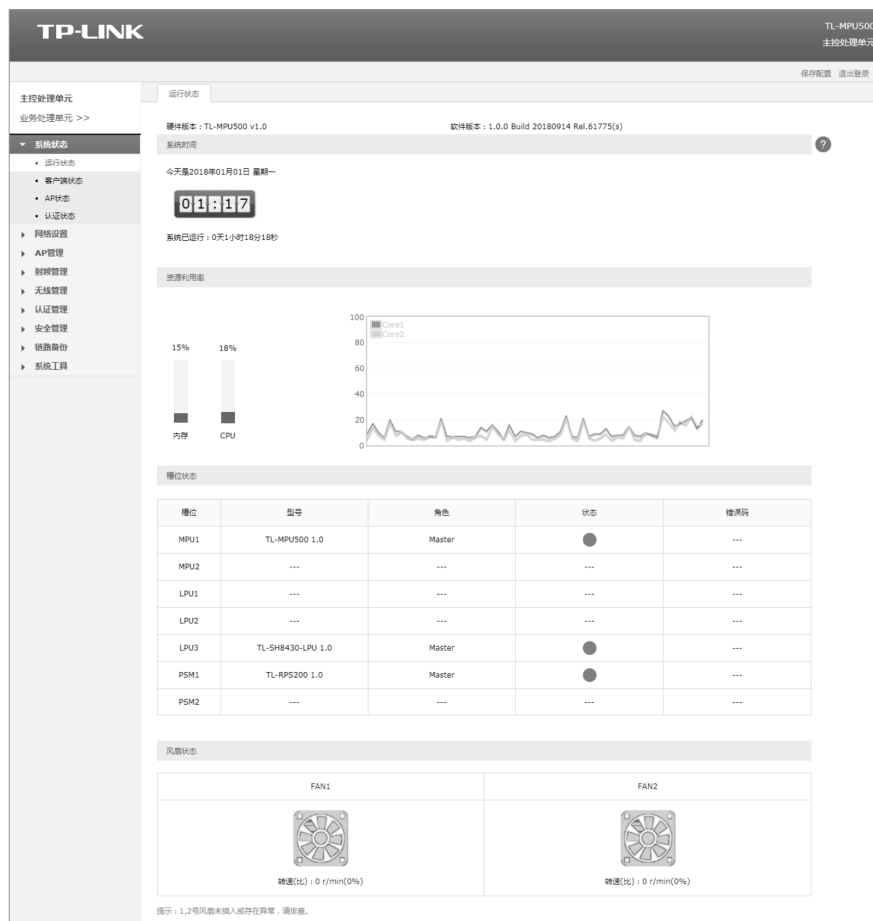 TP-LINK
TL-MPU500
主控处理单元
保存配置 退出登录
主控处理单元
业务处理单元 >>
系统状态
运行状态
客户端状态
AP状态
认证状态
网络设置
AP管理
射频管理
无线管理
认证管理
安全管理
链路备份
系统工具
运行状态
硬件版本：TL-MPU500 v1.0 软件版本：1.0.0 Build 20180914 Rel.61775(s)
系统时间
?
今天是2018年01月01日 星期一
01:17
系统已运行：0天1小时18分18秒
资源利用率
15% 18%
内存 CPU
100
80
60
40
20
0
Core1
Core2
槽位状态
槽位 型号 角色 状态 错误码
MPU1 TL-MPU500 1.0 Master ---
MPU2 --- --- --- ---
LPU1 --- --- --- ---
LPU2 --- --- --- ---
LPU3 TL-SH8430-LPU 1.0 Master ---
PSM1 TL-RPS200 1.0 Master ---
PSM2 --- --- --- ---
风扇状态
FAN1 FAN2
转速(比)：0 r/min(0%) 转速(比)：0 r/min(0%)
提示：1,2号风扇未插入或存在异常，请排查。